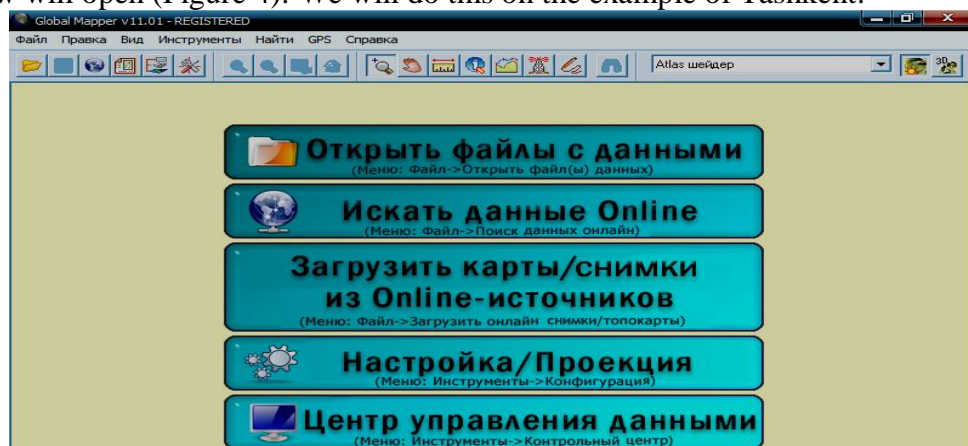 w will open (Figure 4). We will do this on the example of Tashkent.
Global Mapper v11.01 - REGISTERED
Файл Правка Вид Инструменты Найти GPS Справка
Atlas шейдер
3D
Открыть файлы с данными
(Меню: Файл->Открыть файл(ы) данных)
Искать данные Online
(Меню: Файл->Поиск данных онлайн)
Загрузить карты/снимки
из Online-источников
(Меню: Файл->Загрузить онлайн снимки/топокарты)
Настройка/Проекция
(Меню: Инструменты->Конфигурация)
Центр управления данными
(Меню: Инструменты->Контрольный центр)